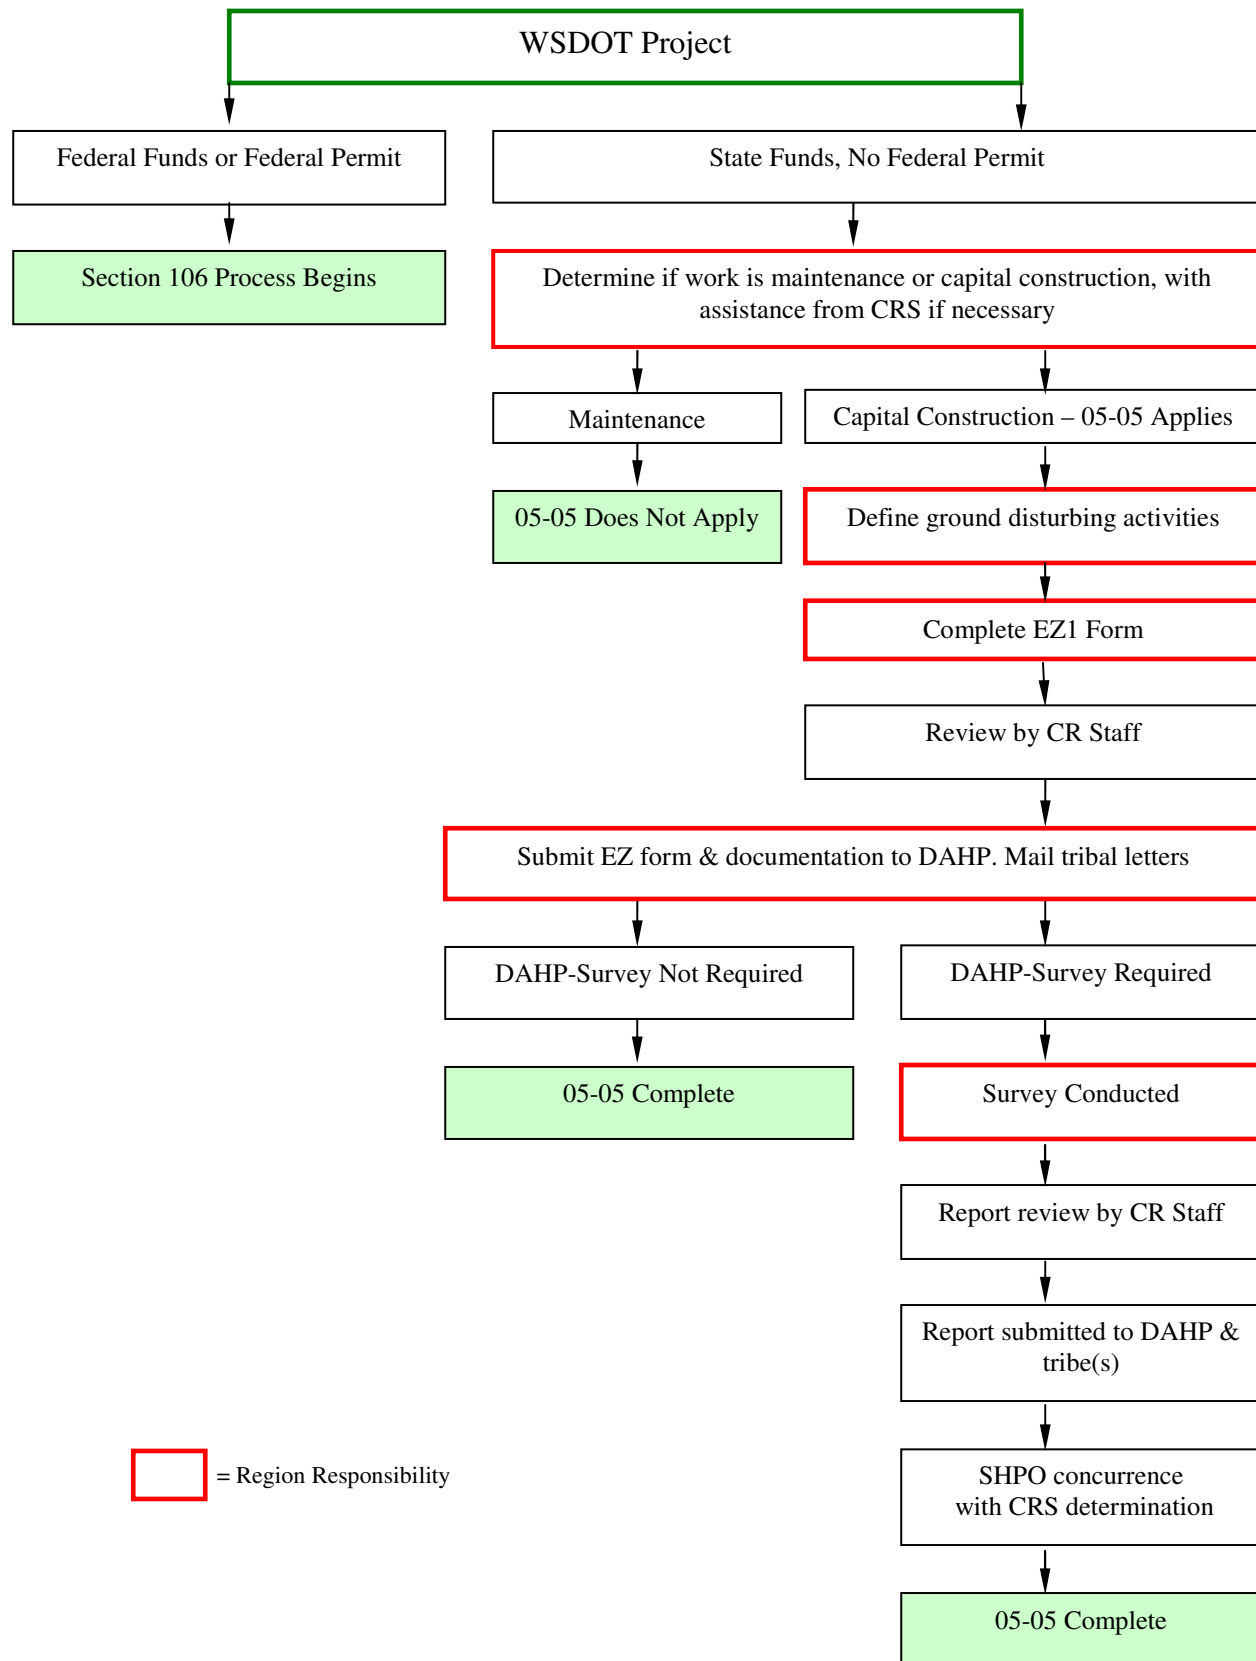 WSDOT Project
Federal Funds or Federal Permit
State Funds, No Federal Permit
Section 106 Process Begins
Determine if work is maintenance or capital construction, with
assistance from CRS if necessary
Maintenance
Capital Construction – 05-05 Applies
05-05 Does Not Apply
Define ground disturbing activities
Complete EZ1 Form
Review by CR Staff
Submit EZ form & documentation to DAHP. Mail tribal letters
DAHP-Survey Not Required
DAHP-Survey Required
05-05 Complete
Survey Conducted
Report review by CR Staff
Report submitted to DAHP &
tribe(s)
= Region Responsibility
SHPO concurrence
with CRS determination
05-05 Complete